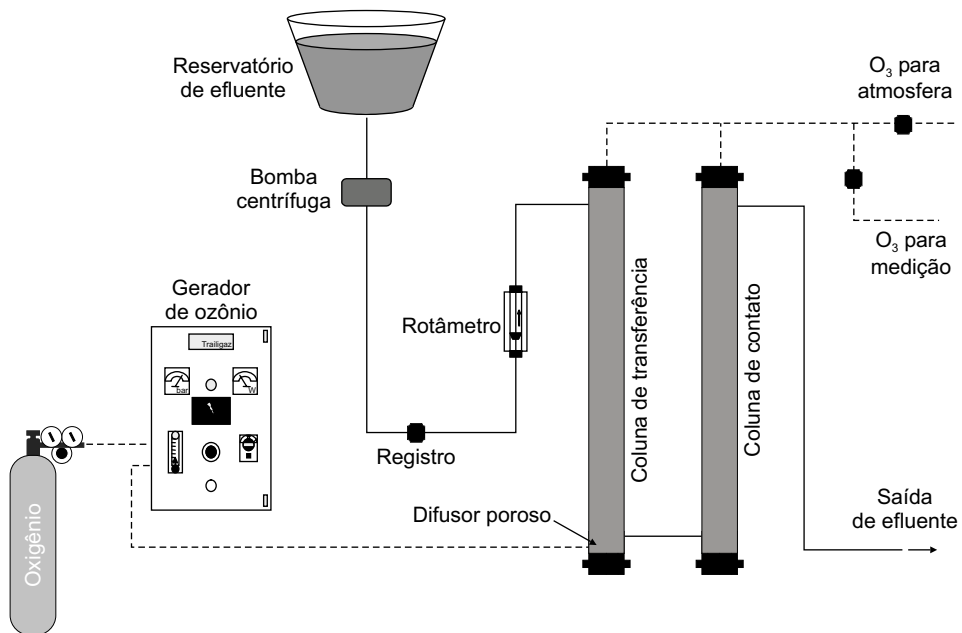 Reservatório
de efluente
O₃ para
atmosfera
Bomba
centrífuga
O₃ para
medição
Gerador
de ozônio
Trailigaz
bar
W
Rotâmetro
Coluna de transferência
Coluna de contato
Registro
Difusor poroso
Saída
de efluente
Oxigênio